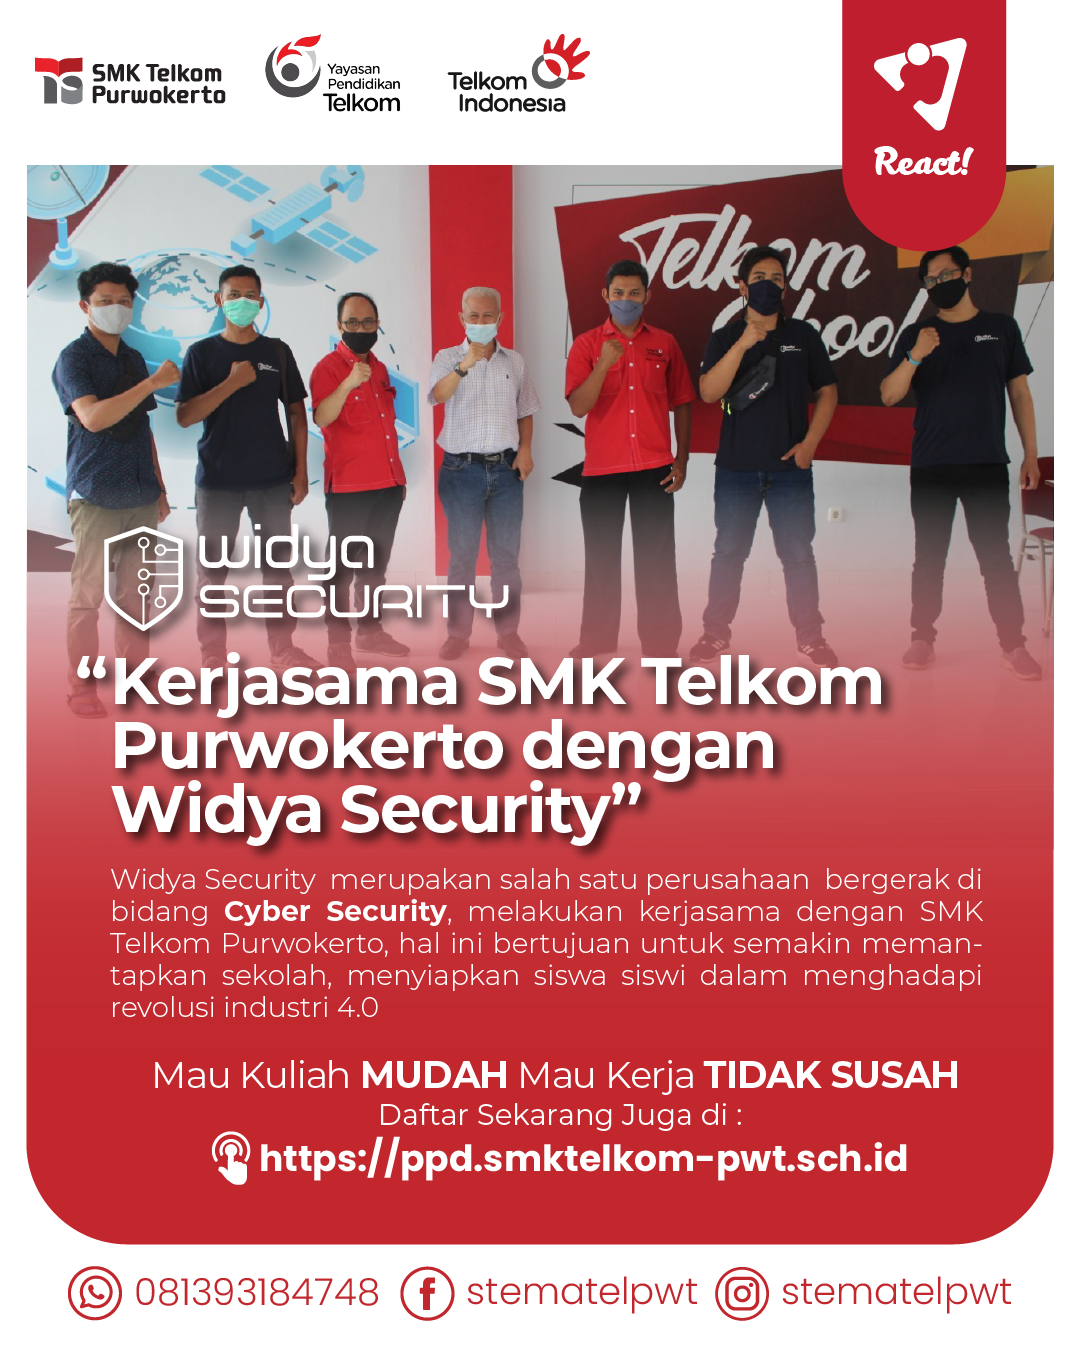 SMK Telkom
Purwokerto
Yayasan
Pendidikan
Telkom
Telkom
Indonesia
React!
Telkom
School
widya
SECURITY
“Kerjasama SMK Telkom
Purwokerto dengan
Widya Security”
Widya Security merupakan salah satu perusahaan bergerak di
bidang Cyber Security, melakukan kerjasama dengan SMK
Telkom Purwokerto, hal ini bertujuan untuk semakin meman-
tapkan sekolah, menyiapkan siswa siswi dalam menghadapi
revolusi industri 4.0
Mau Kuliah MUDAH Mau Kerja TIDAK SUSAH
Daftar Sekarang Juga di :
https://ppd.smktelkom-pwt.sch.id
081393184748
stematelpwt
stematelpwt